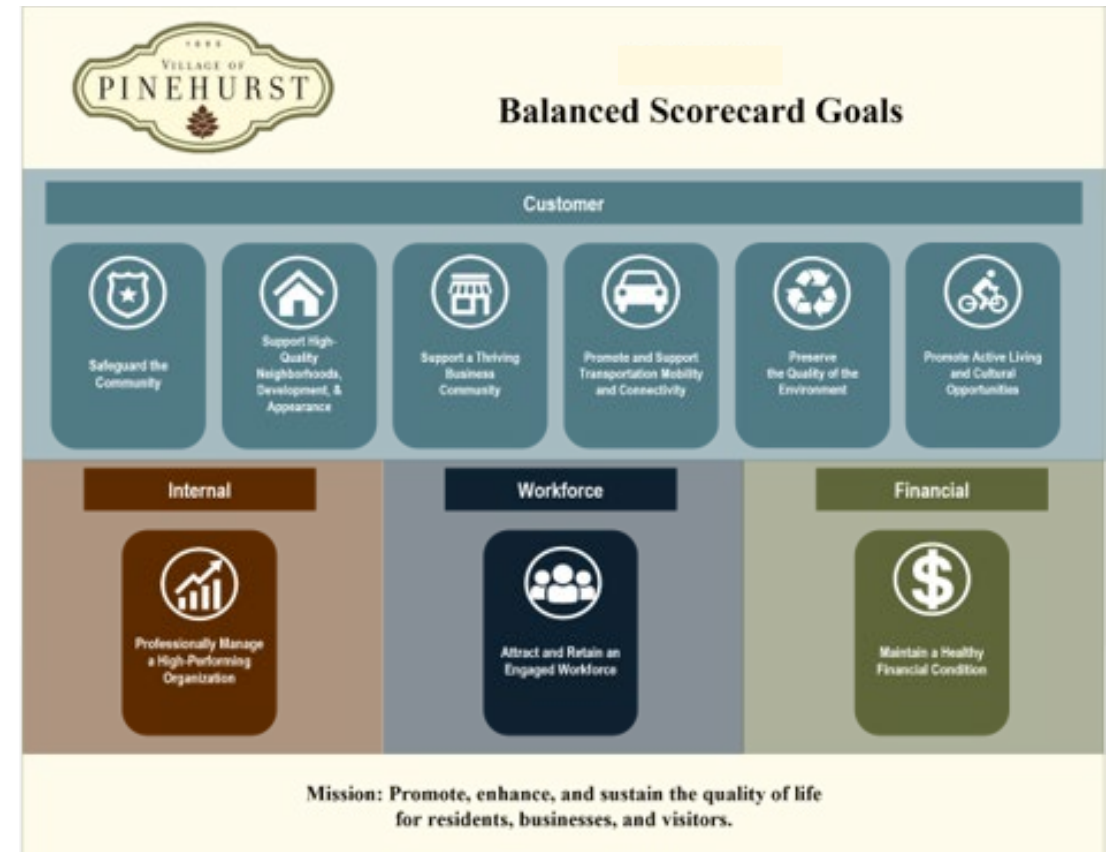 1895
VILLAGE OF
PINEHURST
Balanced Scorecard Goals
Customer
Safeguard the
Community
Support High-
Quality
Neighborhoods,
Development, &
Appearance
Support a Thriving
Business
Community
Promote and Support
Transportation Mobility
and Connectivity
Preserve
the Quality of the
Environment
Promote Active Living
and Cultural
Opportunities
Internal
Workforce
Financial
Professionally Manage
a High-Performing
Organization
Attract and Retain an
Engaged Workforce
$
Maintain a Healthy
Financial Condition
Mission: Promote, enhance, and sustain the quality of life
for residents, businesses, and visitors.